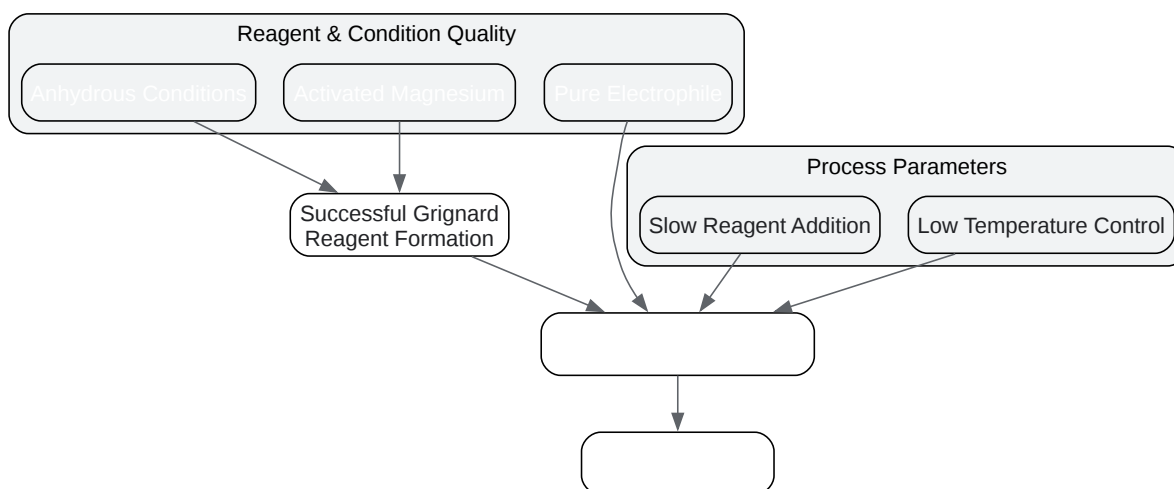 Reagent & Condition Quality
Anhydrous Conditions
Activated Magnesium
Pure Electrophile
Process Parameters
Successful Grignard
Reagent Formation
Slow Reagent Addition
Low Temperature Control